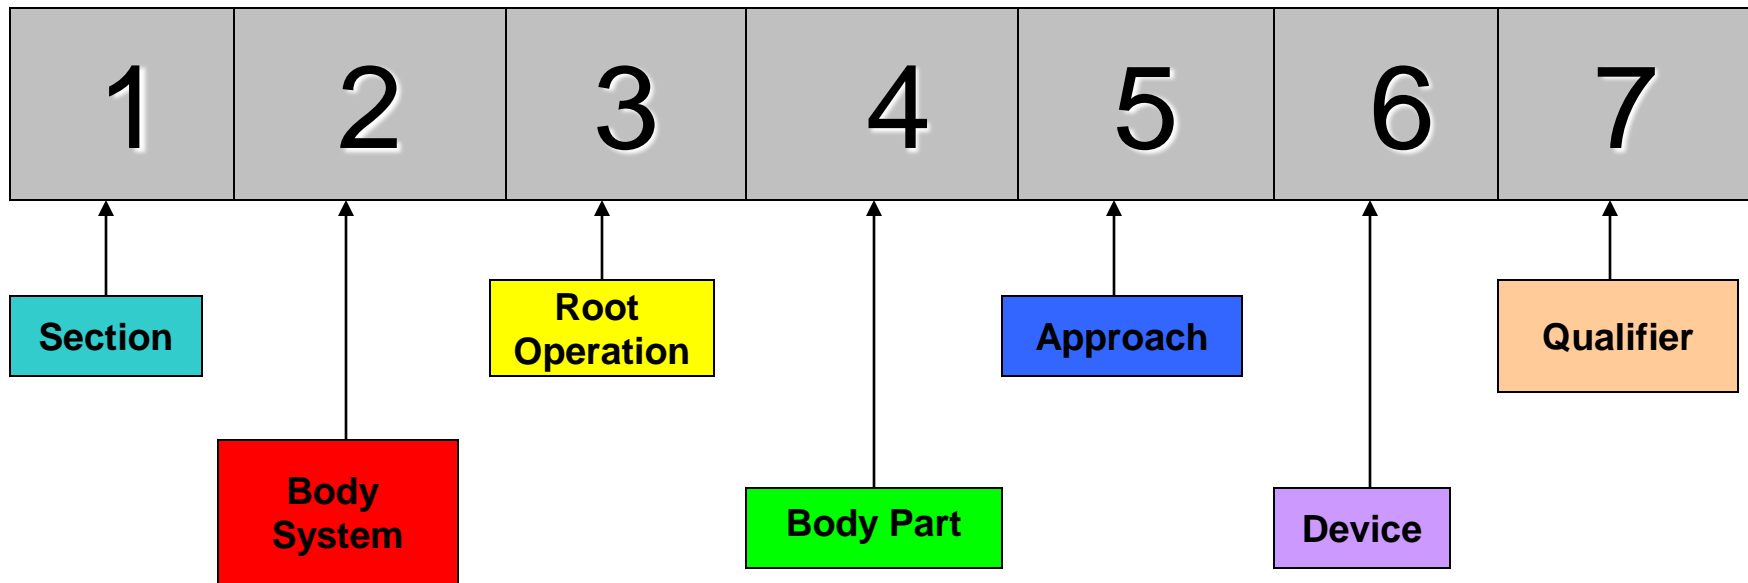 1 2 3 4 5 6 7
Section
Body
System
Root
Operation
Body Part
Approach
Device
Qualifier